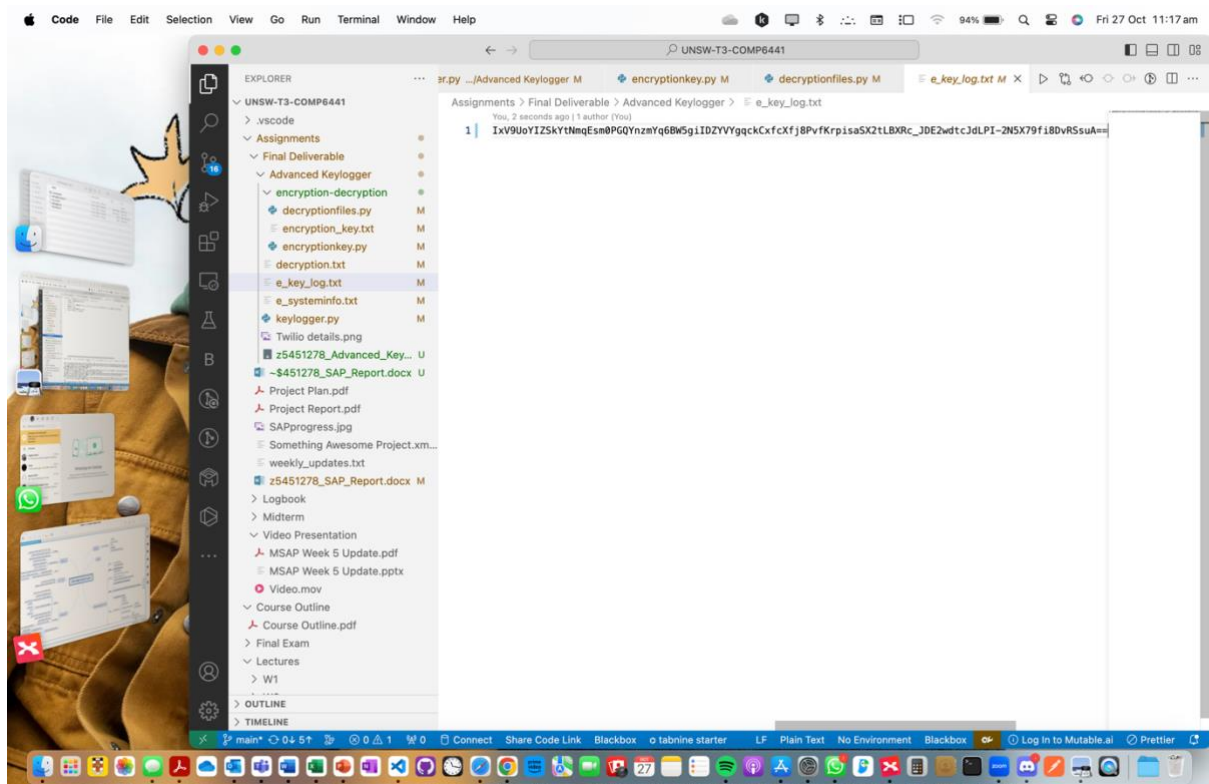 Code File Edit Selection View Go Run Terminal Window Help 94% Fri 27 Oct 11:17 am
UNSW-T3-COMP6441
EXPLORER
er.py .../Advanced Keylogger M encryptionkey.py M decryptionfiles.py M e_key_log.txt M
UNSW-T3-COMP6441
Assignments > Final Deliverable > Advanced Keylogger > e_key_log.txt
You, 2 seconds ago | 1 author (You)
1
.vscode
Assignments
Final Deliverable
16
Advanced Keylogger
encryption-decryption
decryptionfiles.py M
encryption_key.txt M
encryptionkey.py M
decryption.txt M
e_key_log.txt M
e_systeminfo.txt M
keylogger.py M
Twilio details.png
z5451278_Advanced_Key... U
~$451278_SAP_Report.docx U
Project Plan.pdf
Project Report.pdf
SAPprogress.jpg
Something Awesome Project.xm...
weekly_updates.txt
z5451278_SAP_Report.docx M
Logbook
Midterm
Video Presentation
MSAP Week 5 Update.pdf
MSAP Week 5 Update.pptx
Video.mov
Course Outline
Course Outline.pdf
Final Exam
Lectures
W1
OUTLINE
TIMELINE
main* 0↓ 5↑ 0 1 0 Connect Share Code Link Blackbox tabnine starter LF Plain Text No Environment Blackbox Log In to Mutable.ai Prettier
27
zoom